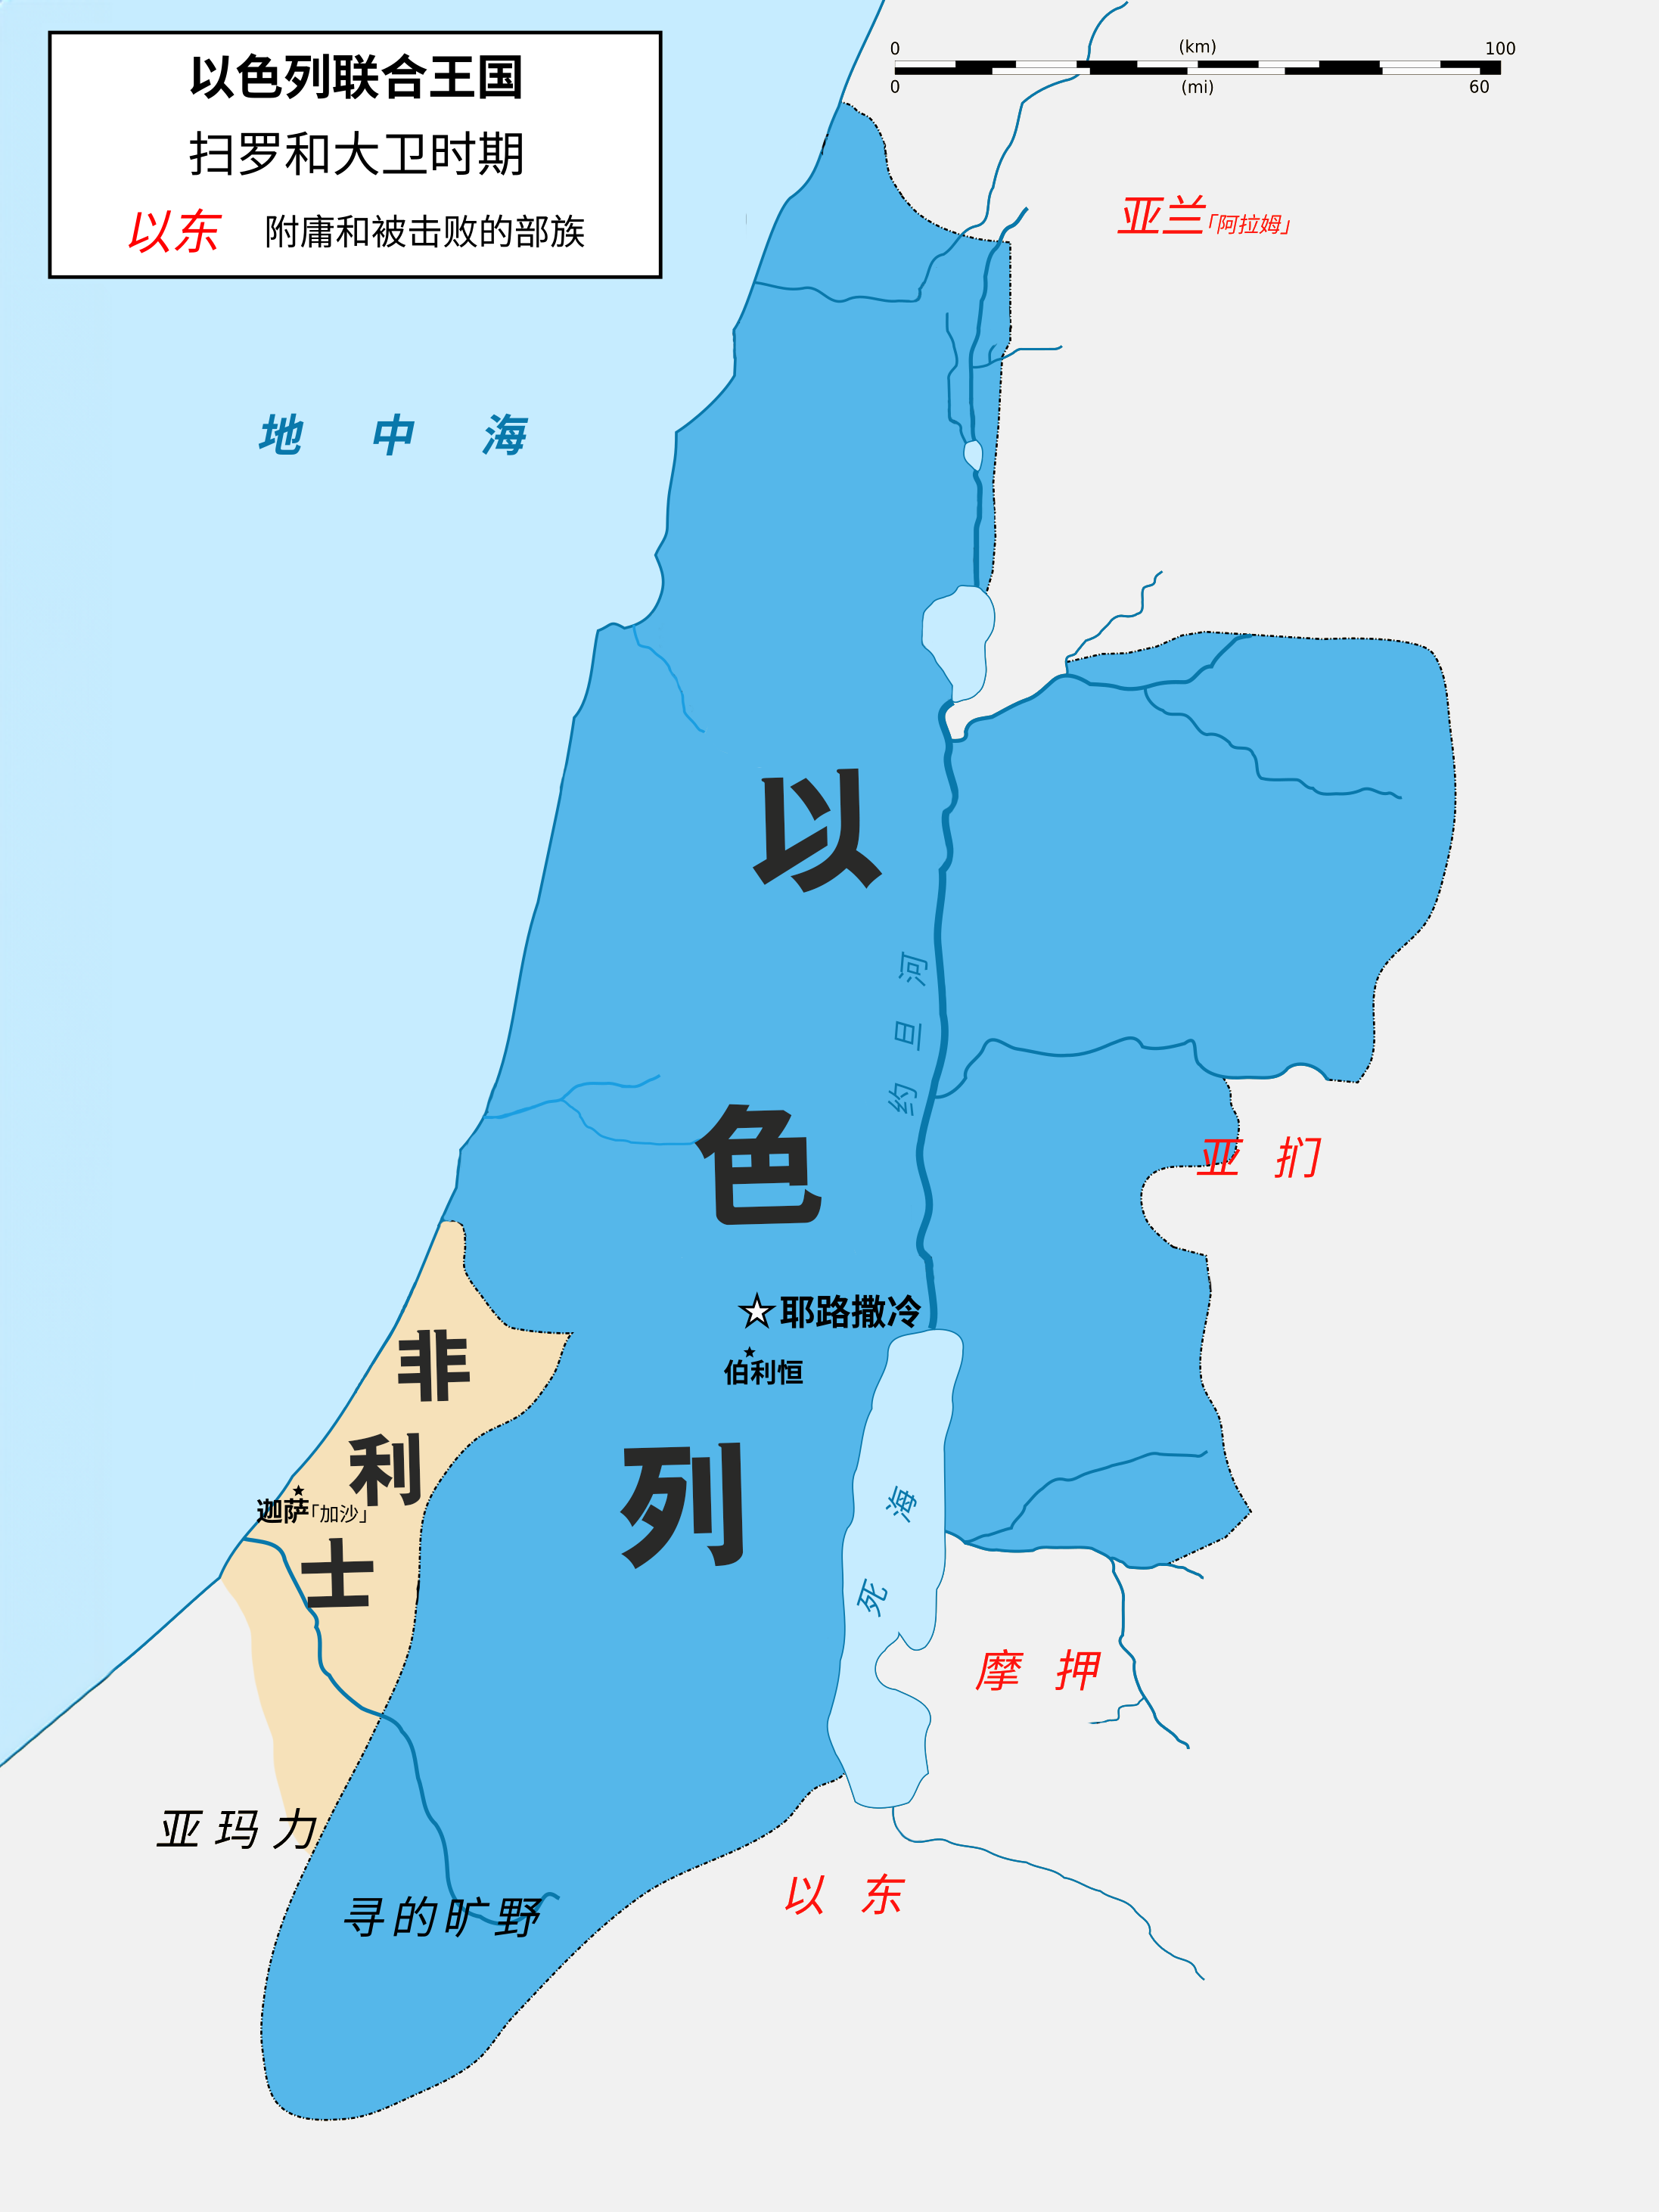 以色列联合王国
扫罗和大卫时期
以东 附庸和被击败的部族
0 (km) 100
0 (mi) 60
亚兰「阿拉姆」
地中海
以色列
约旦河
亚扪
耶路撒冷
伯利恒
非利士
迦萨「加沙」
死海
摩押
亚玛力
以东
寻的旷野